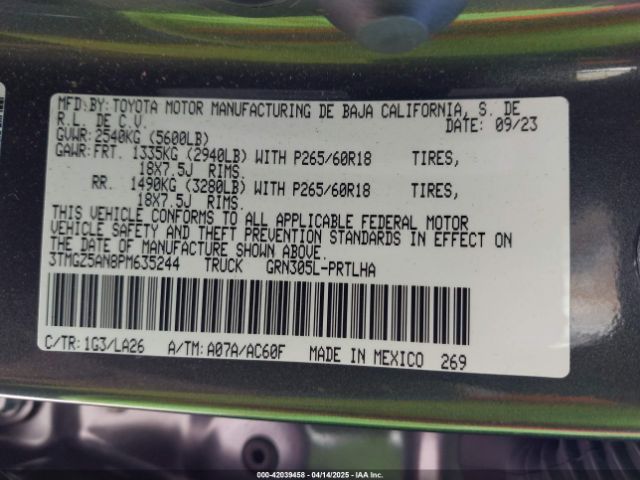 MFD.BY: TOYOTA MOTOR MANUFACTURING DE BAJA CALIFORNIA, S. DE
R.L. DE C.V. DATE: 09/23
GVWR: 2540KG (5600LB)
GAWR: FRT. 1335KG (2940LB) WITH P265/60R18 TIRES,
18X7.5J RIMS.
RR. 1490KG (3280LB) WITH P265/60R18 TIRES,
18X7.5J RIMS.
THIS VEHICLE CONFORMS TO ALL APPLICABLE FEDERAL MOTOR
VEHICLE SAFETY AND THEFT PREVENTION STANDARDS IN EFFECT ON
THE DATE OF MANUFACTURE SHOWN ABOVE.
3TMGZ5AN8PM635244 TRUCK GRN305L-PRTLHA
C/TR: 1G3/LA26 A/TM: A07A/AC60F MADE IN MEXICO 269
000-42039458 - 04/14/2025 - IAA Inc.